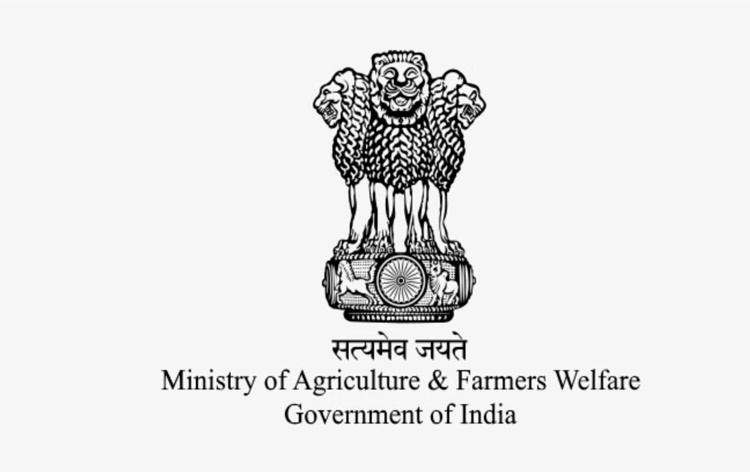 सत्यमेव जयते
Ministry of Agriculture & Farmers Welfare
Government of India